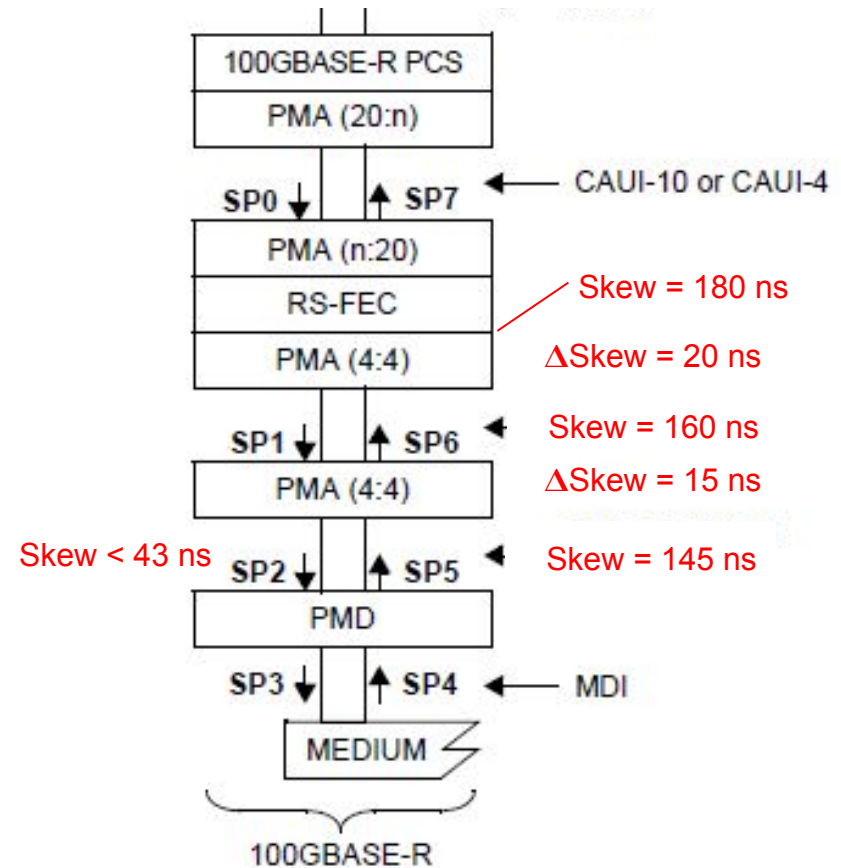 100GBASE-R PCS
PMA (20:n)
SP0 SP7 CAUI-10 or CAUI-4
PMA (n:20)
RS-FEC Skew = 180 ns
PMA (4:4) ΔSkew = 20 ns
SP1 SP6 Skew = 160 ns
PMA (4:4) ΔSkew = 15 ns
Skew < 43 ns SP2 SP5 Skew = 145 ns
PMD
SP3 SP4 MDI
MEDIUM
100GBASE-R